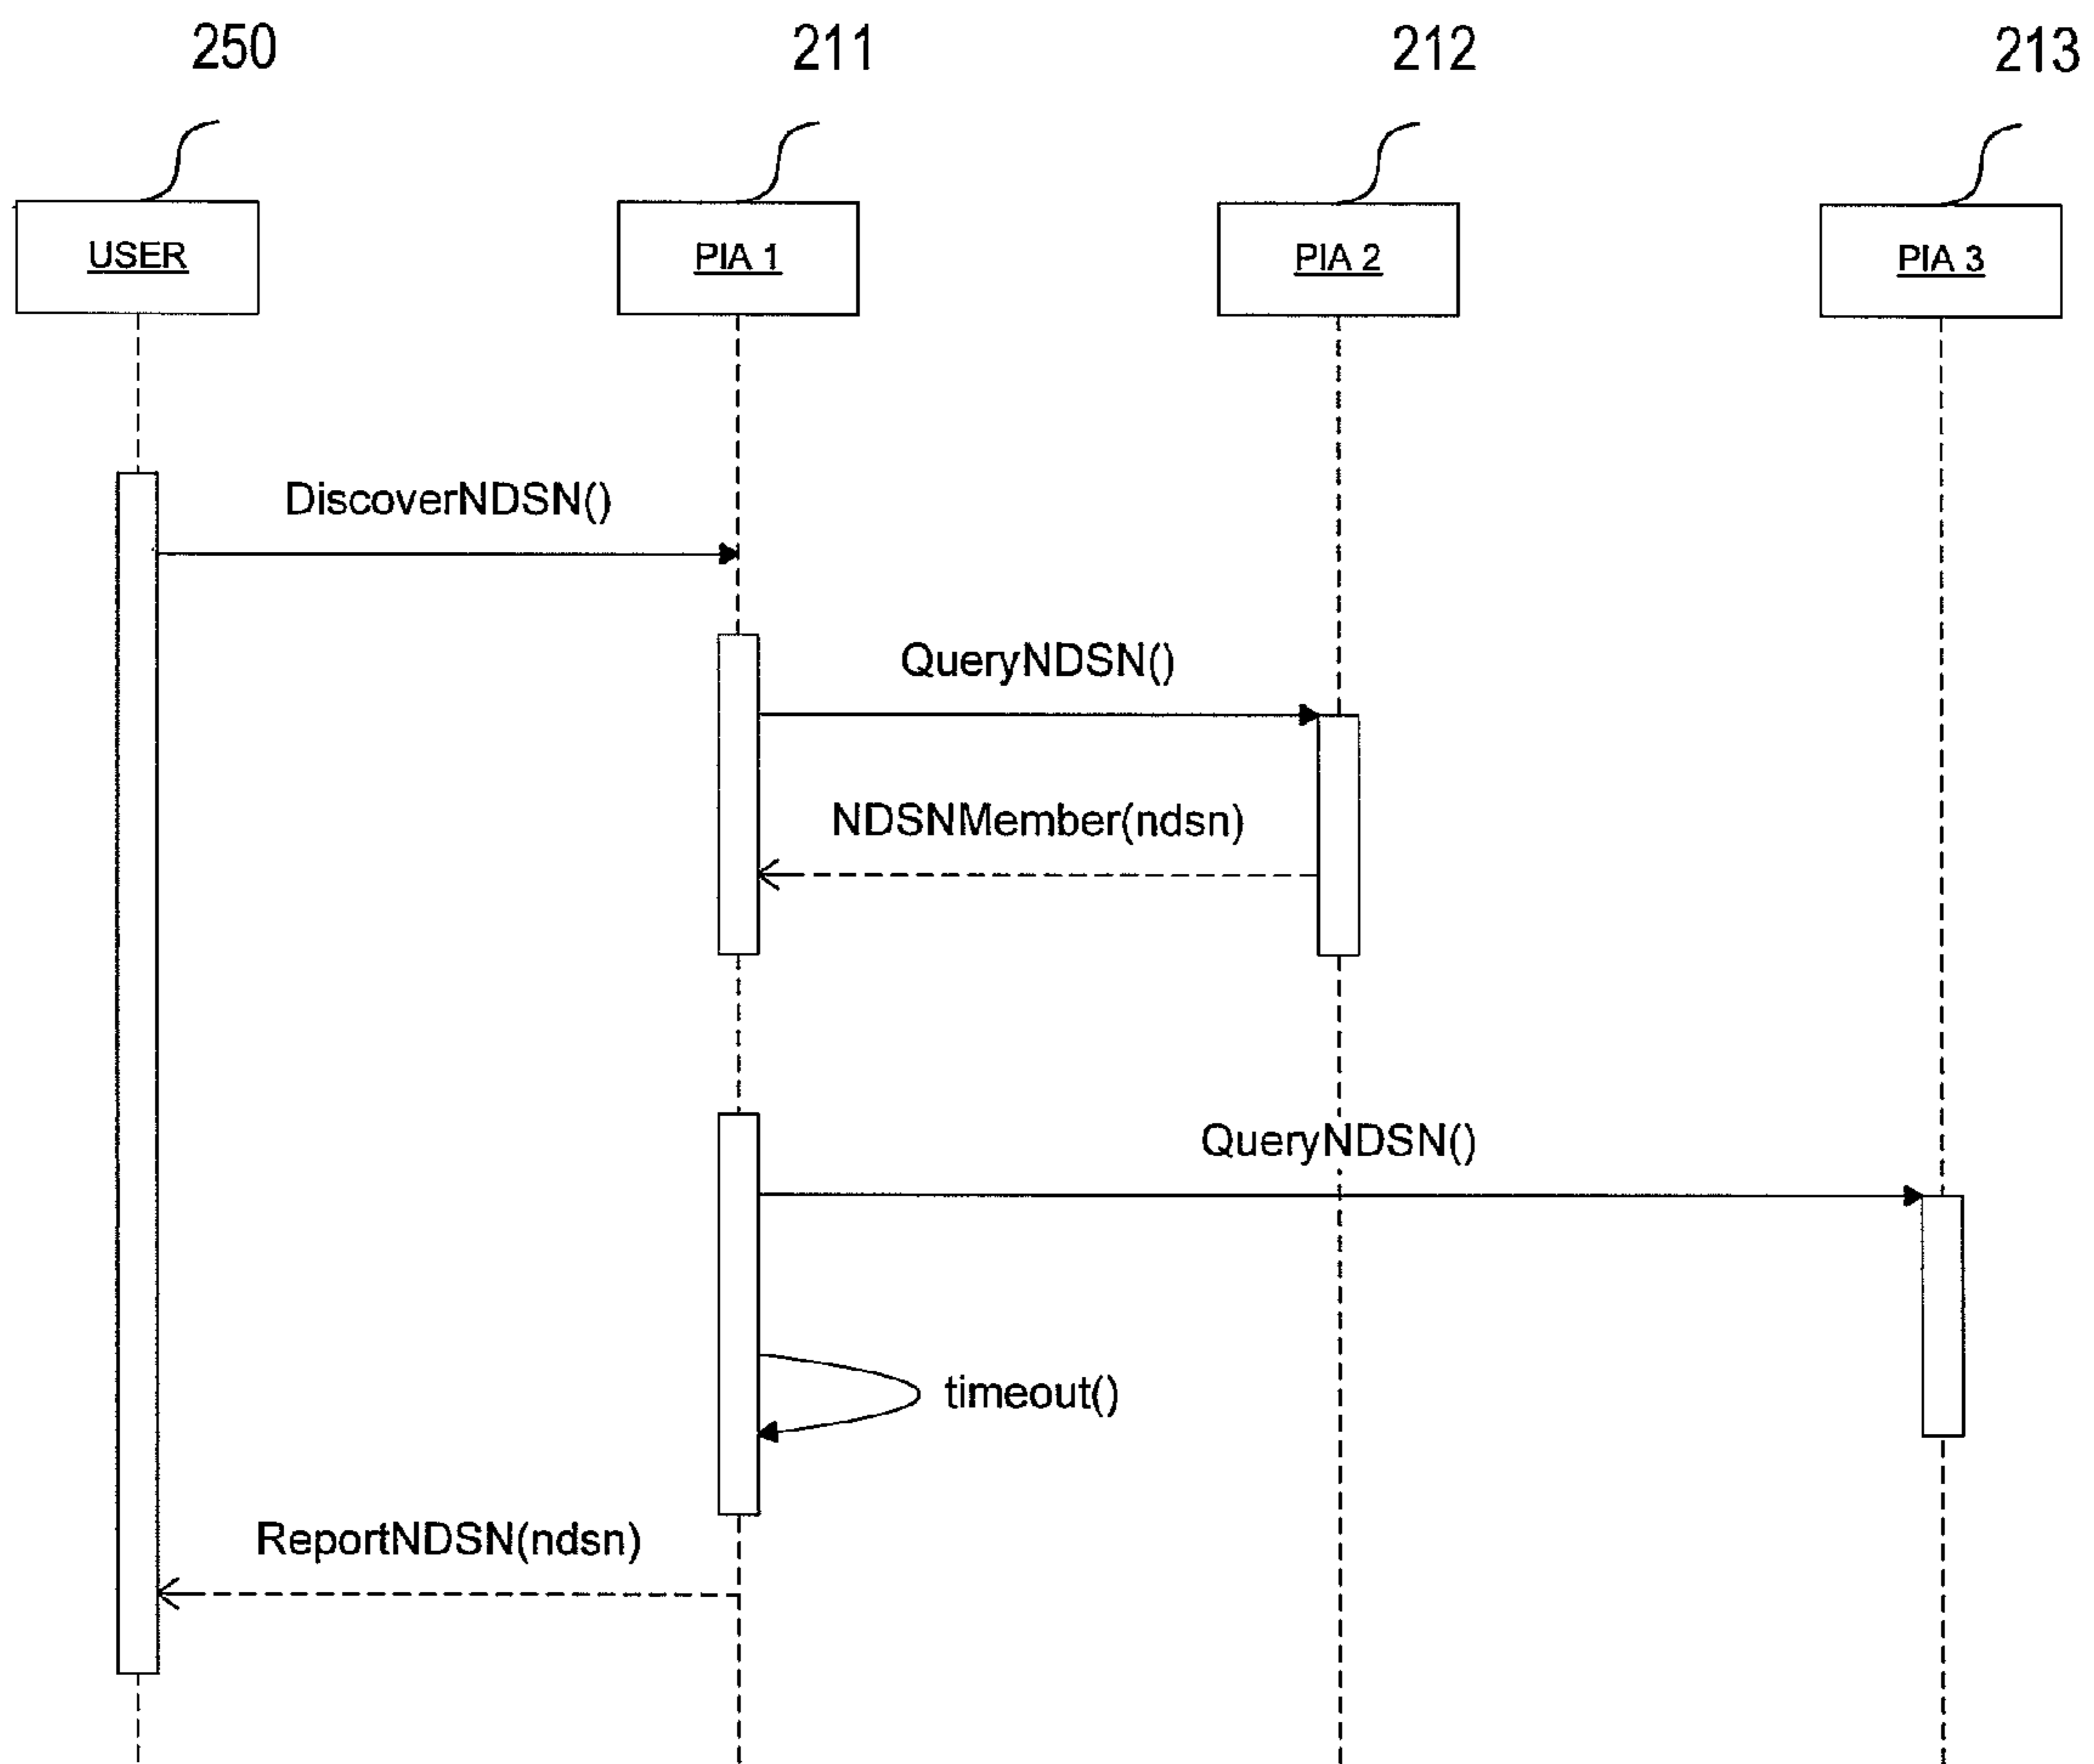 250
211
212
213
USER
PIA 1
PIA 2
PIA 3
DiscoverNDSN()
QueryNDSN()
NDSNMember(ndsn)
QueryNDSN()
timeout()
ReportNDSN(ndsn)